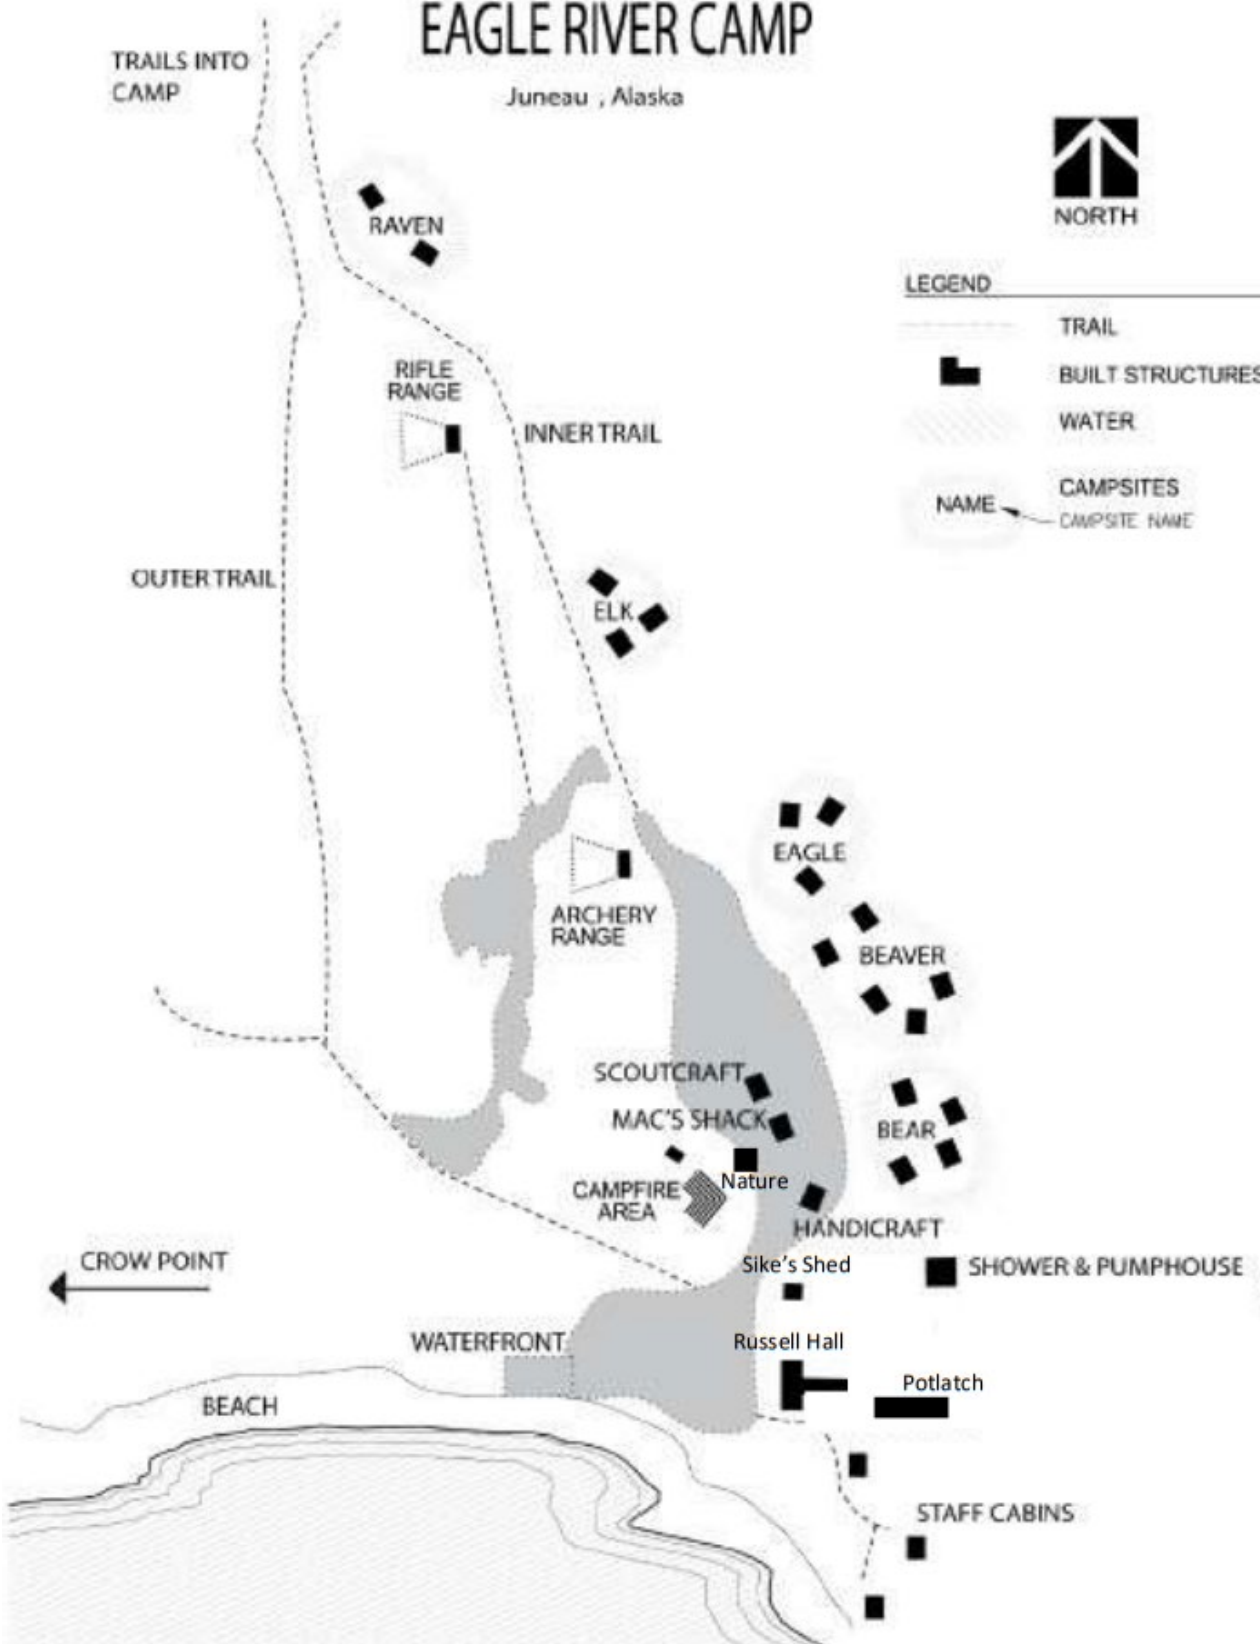 EAGLE RIVER CAMP
Juneau , Alaska
TRAILS INTO
CAMP
NORTH
RAVEN
LEGEND
TRAIL
BUILT STRUCTURES
WATER
NAME
CAMPSITES
CAMPSITE NAME
RIFLE
RANGE
INNER TRAIL
OUTER TRAIL
ELK
EAGLE
ARCHERY
RANGE
BEAVER
SCOUTCRAFT
MAC'S SHACK
BEAR
Nature
CAMPFIRE
AREA
HANDICRAFT
CROW POINT
Sike's Shed
SHOWER & PUMPHOUSE
WATERFRONT
Russell Hall
Potlatch
BEACH
STAFF CABINS